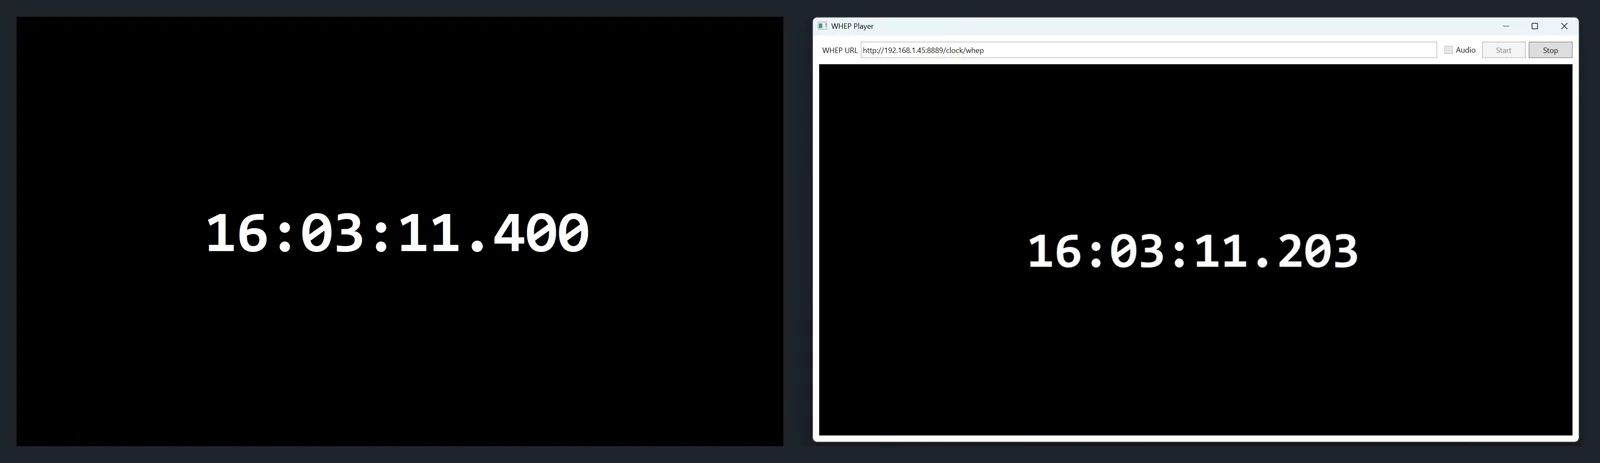 16:03:11.400
WHEP Player
WHEP URL http://192.168.1.45:8889/clock/whep Audio Start Stop
16:03:11.203